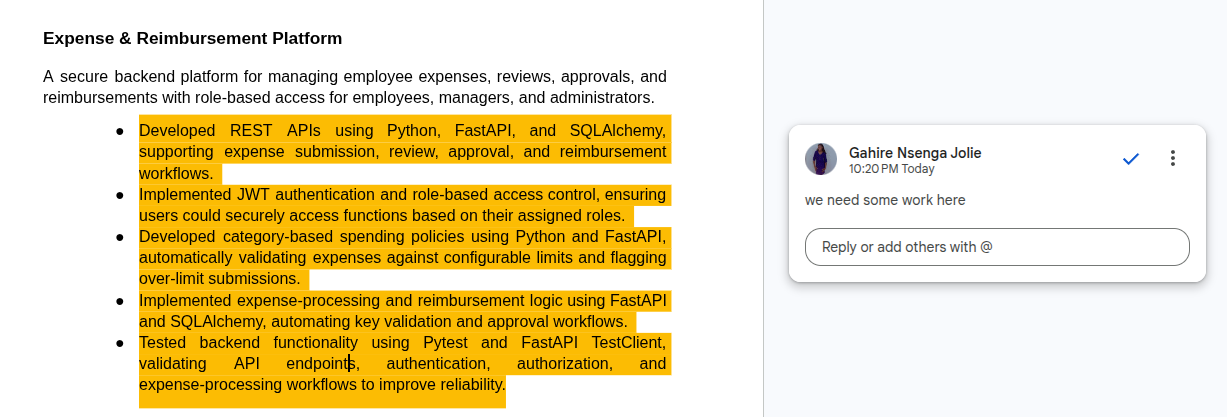 Expense & Reimbursement Platform
A secure backend platform for managing employee expenses, reviews, approvals, and
reimbursements with role-based access for employees, managers, and administrators.
● Developed REST APIs using Python, FastAPI, and SQLAlchemy,
supporting expense submission, review, approval, and reimbursement
workflows.
● Implemented JWT authentication and role-based access control, ensuring
users could securely access functions based on their assigned roles.
● Developed category-based spending policies using Python and FastAPI,
automatically validating expenses against configurable limits and flagging
over-limit submissions.
● Implemented expense-processing and reimbursement logic using FastAPI
and SQLAlchemy, automating key validation and approval workflows.
● Tested backend functionality using Pytest and FastAPI TestClient,
validating API endpoints, authentication, authorization, and
expense-processing workflows to improve reliability.
Gahire Nsenga Jolie
10:20 PM Today
we need some work here
Reply or add others with @